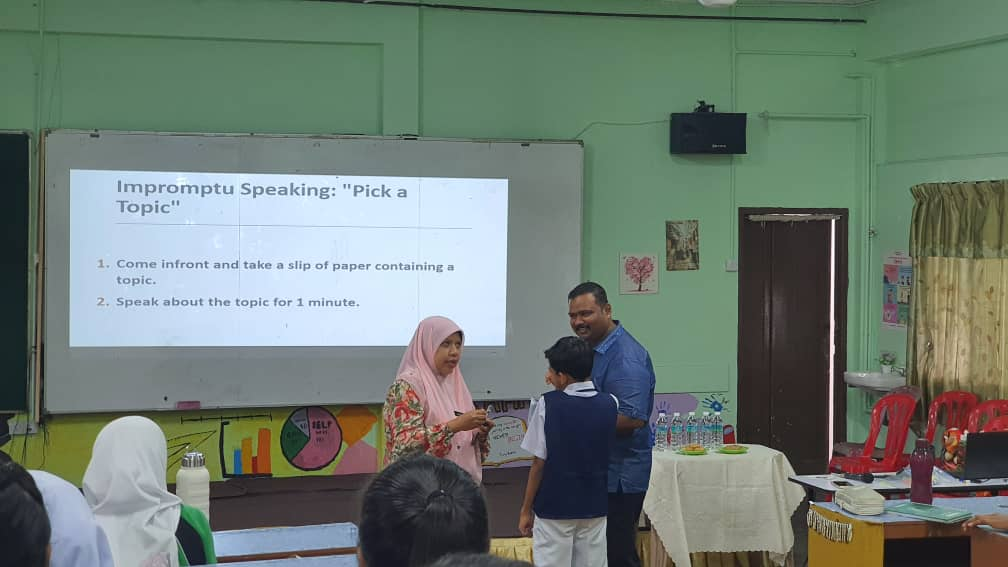 Impromptu Speaking: "Pick a
Topic"
1. Come infront and take a slip of paper containing a
topic.
2. Speak about the topic for 1 minute.
SELF